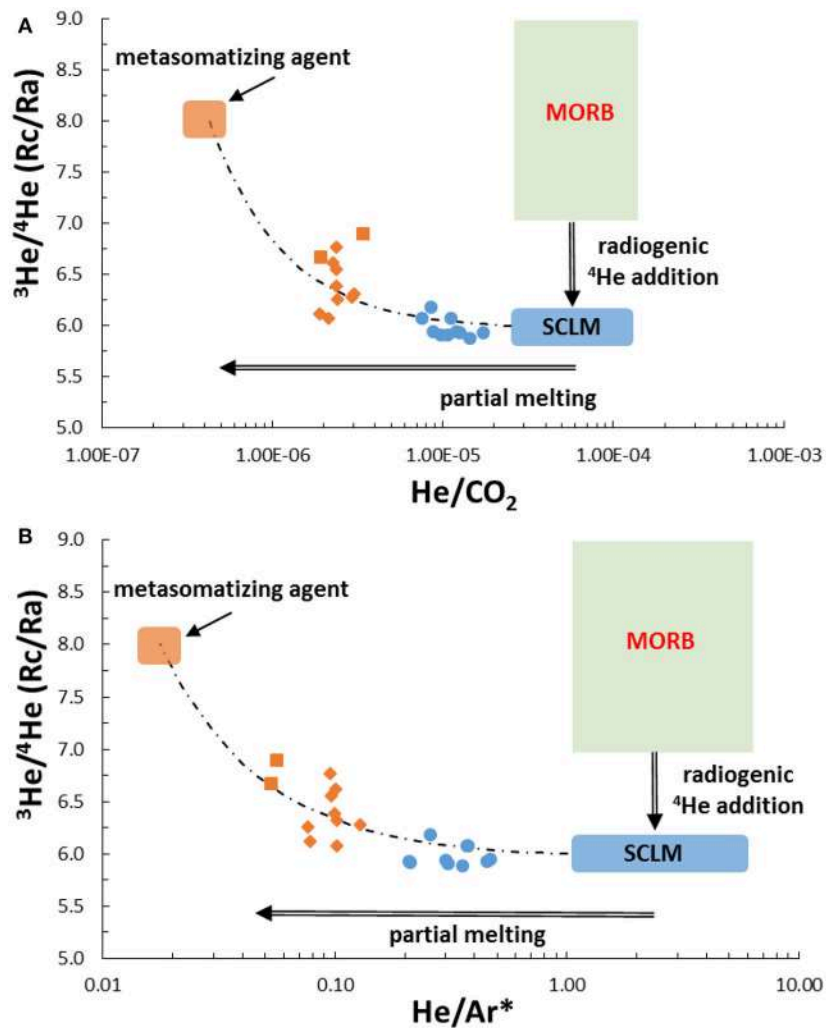 A
9.0
8.5
8.0
7.5
7.0
6.5
6.0
5.5
5.0
³He/⁴He (Rc/Ra)
metasomatizing agent
MORB
radiogenic
⁴He addition
SCLM
partial melting
1.00E-07
1.00E-06
1.00E-05
1.00E-04
1.00E-03
He/CO₂
B
9.0
8.5
8.0
7.5
7.0
6.5
6.0
5.5
5.0
³He/⁴He (Rc/Ra)
metasomatizing agent
MORB
radiogenic
⁴He addition
SCLM
partial melting
0.01
0.10
1.00
10.00
He/Ar*